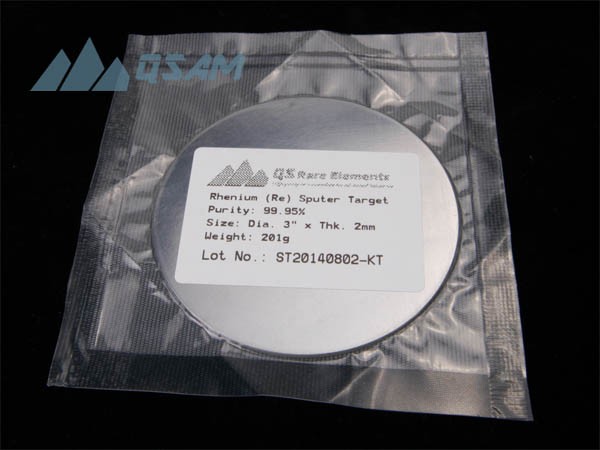 QSAM
QS Rare Elements
Rhenium (Re) Sputer Target
Purity: 99.95%
Size: Dia. 3" x Thk. 2mm
Weight: 201g
Lot No.: ST20140802-KT